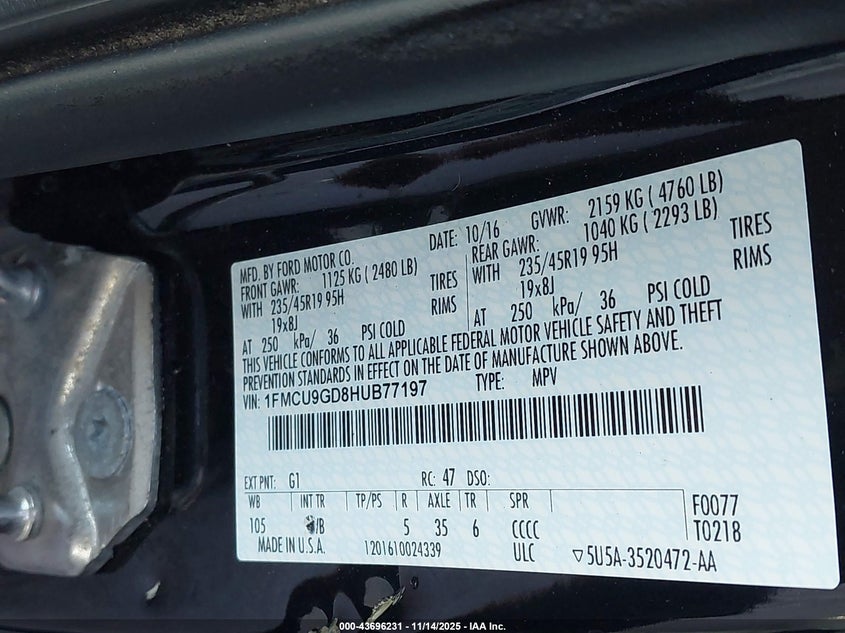 MFD. BY FORD MOTOR CO. DATE: 10/16 GVWR: 2159 KG ( 4760 LB)
FRONT GAWR: 1125 KG ( 2480 LB) REAR GAWR: 1040 KG ( 2293 LB)
WITH 235/45R19 95H TIRES WITH 235/45R19 95H TIRES
19x8J RIMS 19x8J RIMS
AT 250 kPa/ 36 PSI COLD AT 250 kPa/ 36 PSI COLD
THIS VEHICLE CONFORMS TO ALL APPLICABLE FEDERAL MOTOR VEHICLE SAFETY AND THEFT
PREVENTION STANDARDS IN EFFECT ON THE DATE OF MANUFACTURE SHOWN ABOVE.
VIN: 1FMCU9GD8HUB77197 TYPE: MPV
EXT PNT: G1 RC: 47 DSO:
WB INT TR TP/PS R AXLE TR SPR F0077
105 /B 5 35 6 CCCC T0218
MADE IN U.S.A. 1201610024339 ULC ▽5U5A-3520472-AA
000-43696231 - 11/14/2025 - IAA Inc.